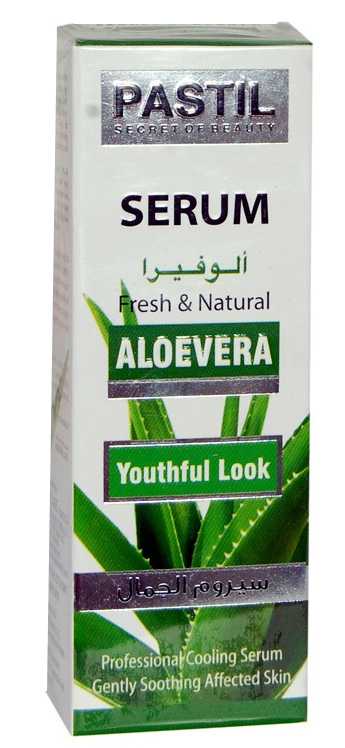 PASTIL
SECRET OF BEAUTY
SERUM
ألوفيرا
Fresh & Natural
ALOEVERA
Youthful Look
سيروم الجمال
Professional Cooling Serum
Gently Soothing Affected Skin